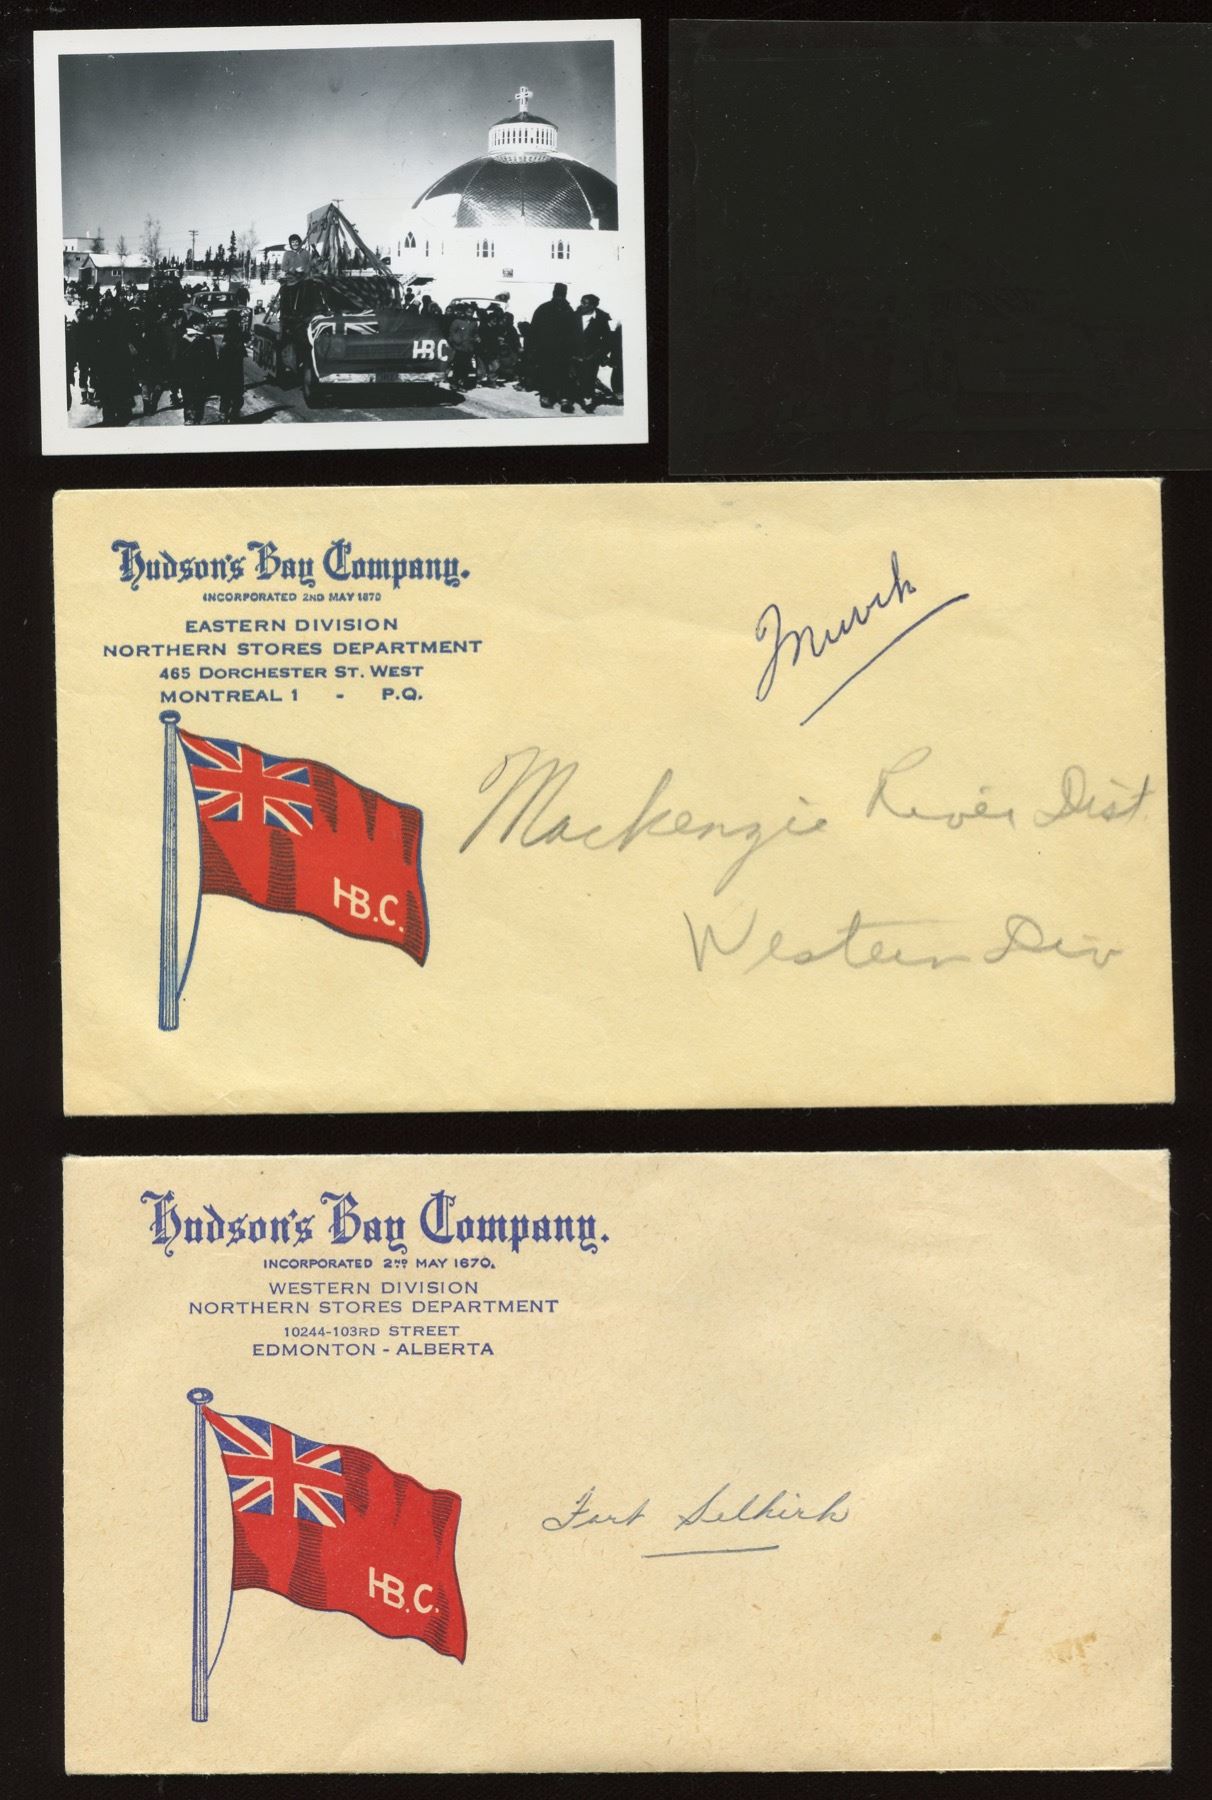 HBC
Hudson's Bay Company.
INCORPORATED 2ND MAY 1670
EASTERN DIVISION
NORTHERN STORES DEPARTMENT
465 DORCHESTER ST. WEST
MONTREAL 1 - P.Q.
Inuvik
Mackenzie River Dist
Western Div
HB.C.
Hudson's Bay Company.
INCORPORATED 2ND MAY 1670.
WESTERN DIVISION
NORTHERN STORES DEPARTMENT
10244-103RD STREET
EDMONTON - ALBERTA
Fort Selkirk
HB.C.